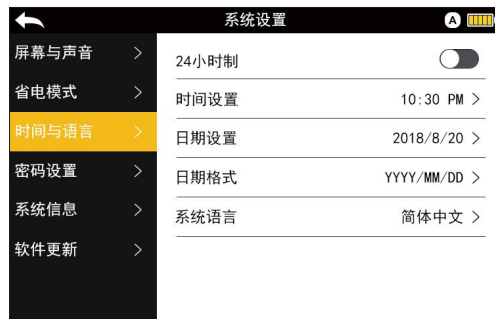 系统设置
A
屏幕与声音
省电模式
时间与语言
密码设置
系统信息
软件更新
24小时制
时间设置 10:30 PM
日期设置 2018/8/20
日期格式 YYYY/MM/DD
系统语言 简体中文